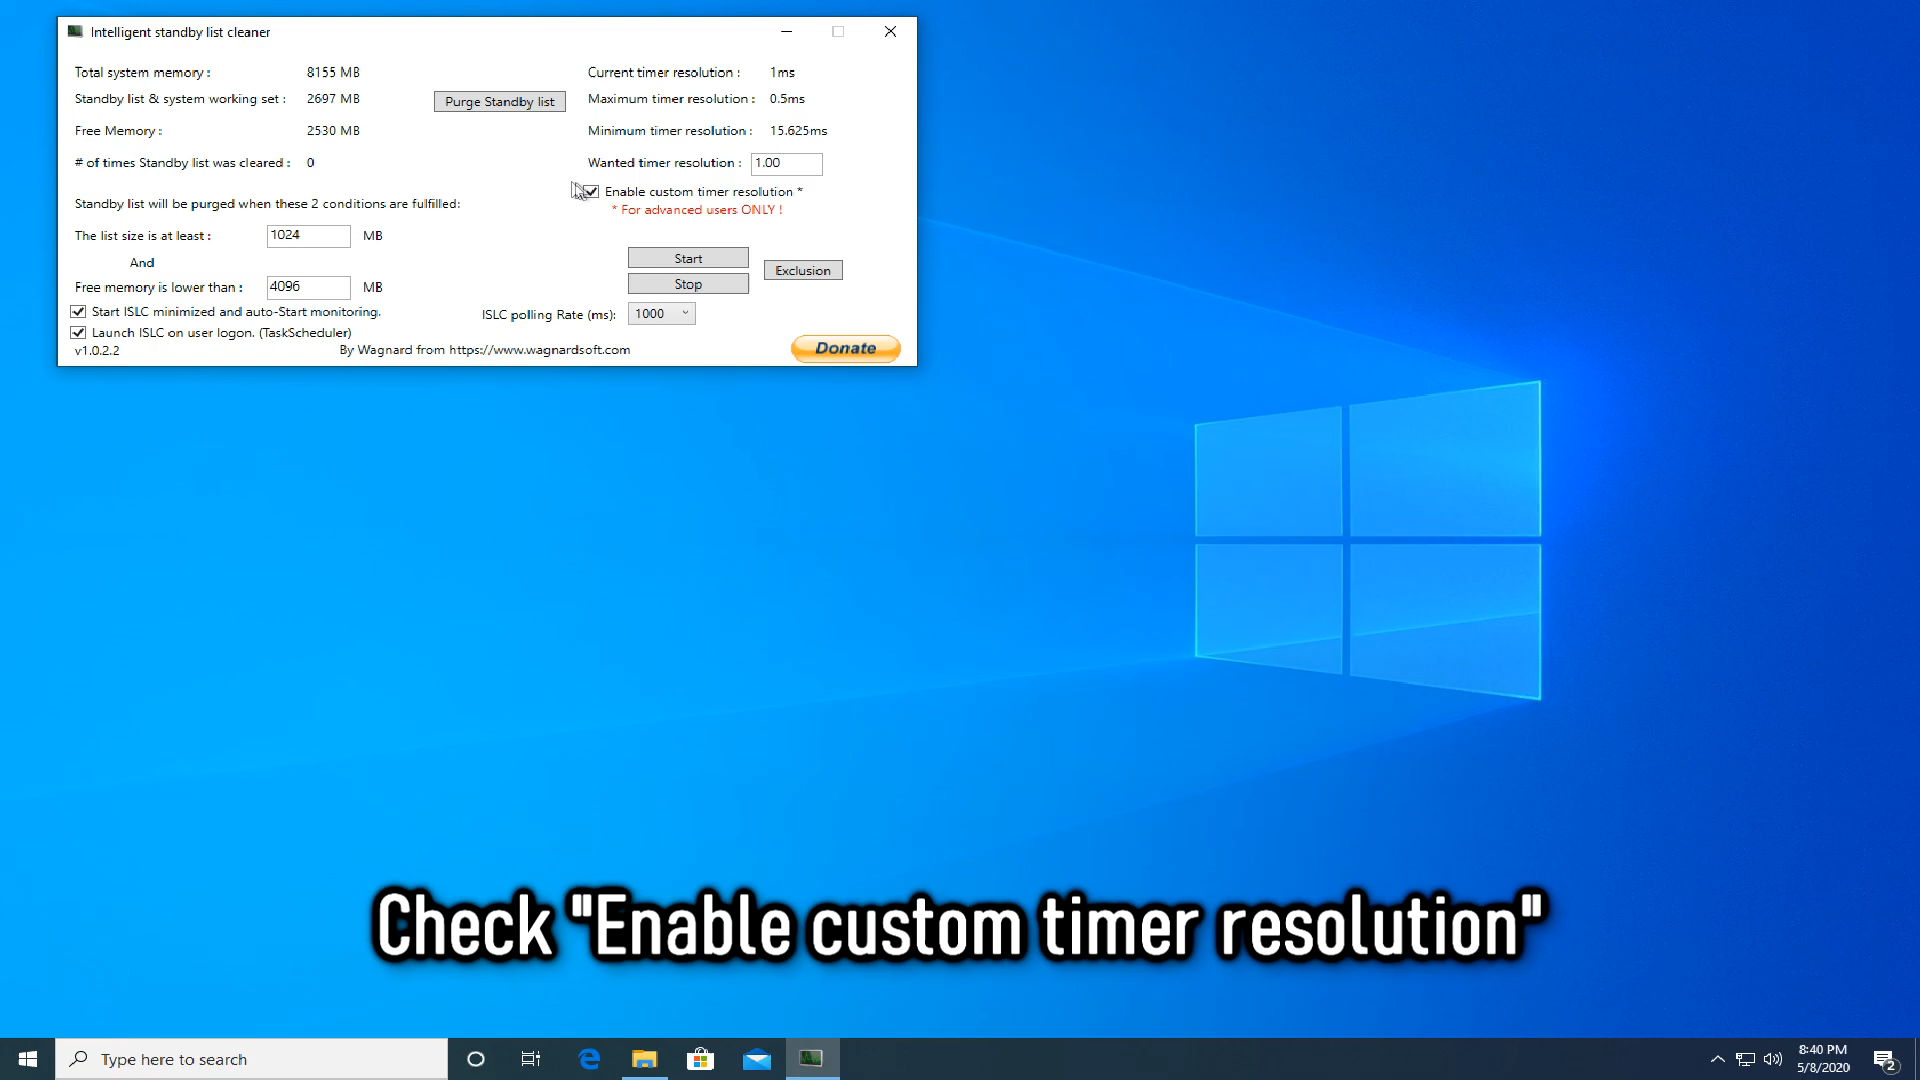 Intelligent standby list cleaner
Total system memory : 8155 MB
Standby list & system working set : 2697 MB
Purge Standby list
Free Memory : 2530 MB
# of times Standby list was cleared : 0
Standby list will be purged when these 2 conditions are fulfilled:
The list size is at least : 1024 MB
And
Free memory is lower than : 4096 MB
Start ISLC minimized and auto-Start monitoring.
Launch ISLC on user logon. (TaskScheduler)
v1.0.2.2
By Wagnard from https://www.wagnardsoft.com
Current timer resolution : 1ms
Maximum timer resolution : 0.5ms
Minimum timer resolution : 15.625ms
Wanted timer resolution : 1.00
Enable custom timer resolution *
* For advanced users ONLY !
Start
Stop
Exclusion
ISLC polling Rate (ms): 1000
Donate
Check "Enable custom timer resolution"
Type here to search
8:40 PM
5/8/2020
2